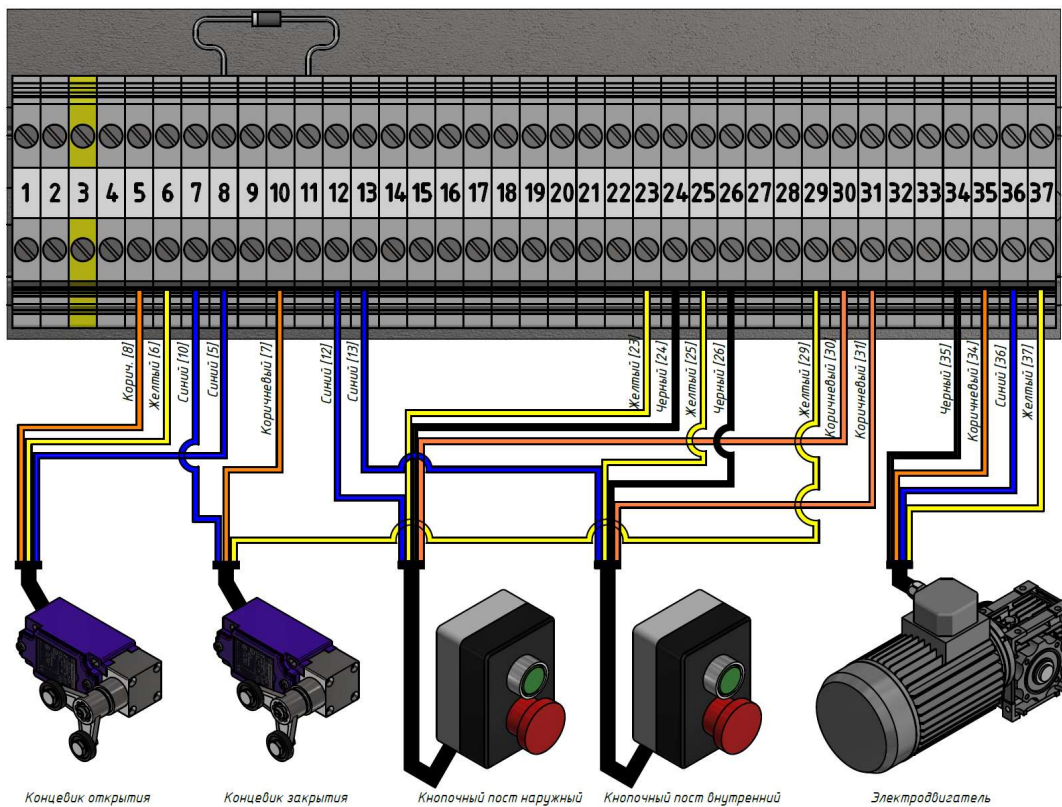 1 2 3 4 5 6 7 8 9 10 11 12 13 14 15 16 17 18 19 20 21 22 23 24 25 26 27 28 29 30 31 32 33 34 35 36 37
Корич. [8]
Желтый [6]
Синий [10]
Синий [5]
Коричневый [7]
Синий [12]
Синий [13]
Желтый [23]
Черный [24]
Желтый [25]
Черный [26]
Желтый [29]
Коричневый [30]
Коричневый [31]
Черный [35]
Коричневый [34]
Синий [36]
Желтый [37]
Концевик открытия
Концевик закрытия
Кнопочный пост наружный
Кнопочный пост внутренний
Электродвигатель